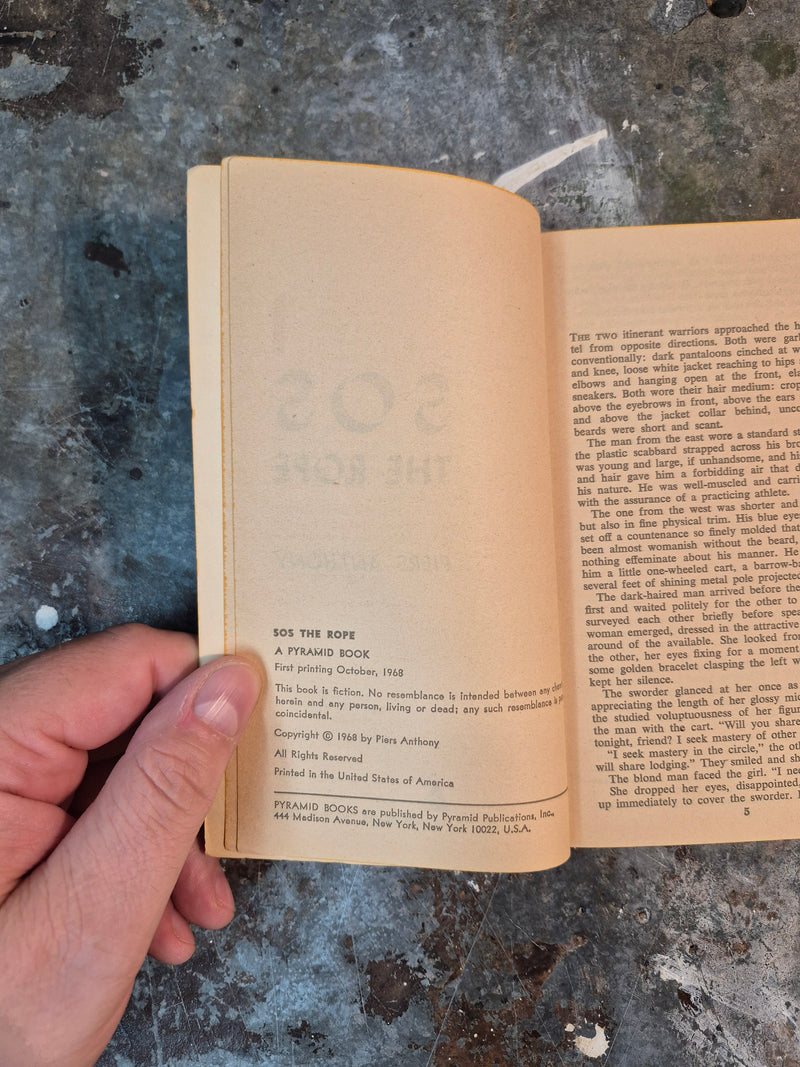 SOS THE ROPE
A PYRAMID BOOK
First printing October, 1968
This book is fiction. No resemblance is intended between any
herein and any person, living or dead; any such resemblance is
coincidental.
Copyright © 1968 by Piers Anthony
All Rights Reserved
Printed in the United States of America
PYRAMID BOOKS are published by Pyramid Publications, Inc.,
444 Madison Avenue, New York, New York 10022, U.S.A.
THE TWO itinerant warriors approached the
tel from opposite directions. Both were
conventionally: dark pantaloons cinched at
and knee, loose white jacket reaching to hips
elbows and hanging open at the front,
sneakers. Both wore their hair medium:
above the eyebrows in front, above the ears
and above the jacket collar behind,
beards were short and scant.
The man from the east wore a standard
the plastic scabbard strapped across his
was young and large, if unhandsome, and
and hair gave him a forbidding air that
his nature. He was well-muscled and
with the assurance of a practicing athlete.
The one from the west was shorter and
but also in fine physical trim. His blue
set off a countenance so finely molded that
been almost womanish without the beard,
nothing effeminate about his manner. He
him a little one-wheeled cart, a
several feet of shining metal pole
The dark-haired man arrived before the
first and waited politely for the other to
surveyed each other briefly before
woman emerged, dressed in the attractive
around of the available. She looked
the other, her eyes fixing for a moment
some golden bracelet clasping the left
kept her silence.
The sworder glanced at her once as
appreciating the length of her glossy
the studied voluptuousness of her
the man with the cart. "Will you share
tonight, friend? I seek mastery of other
"I seek mastery in the circle," the
will share lodging." They smiled and
The blond man faced the girl. "I
She dropped her eyes, disappointed,
up immediately to cover the sworder.
5